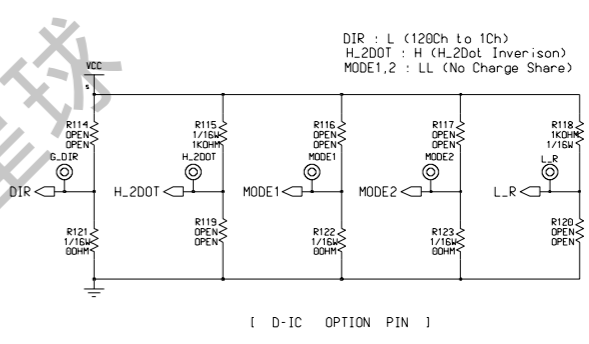 DIR : L (120Ch to 1Ch)
H_2DOT : H (H_2Dot Inverison)
MODE1,2 : LL (No Charge Share)
VCC
s
R114
OPEN
OPEN
R115
1/16W
1KOHM
R116
OPEN
OPEN
R117
OPEN
OPEN
R118
1KOHM
1/16W
G_DIR
H_2DOT
MODE1
MODE2
L_R
DIR
H_2DOT
MODE1
MODE2
L_R
R121
1/16W
0OHM
R119
OPEN
OPEN
R122
1/16W
0OHM
R123
1/16W
0OHM
R120
OPEN
OPEN
[ D-IC OPTION PIN ]